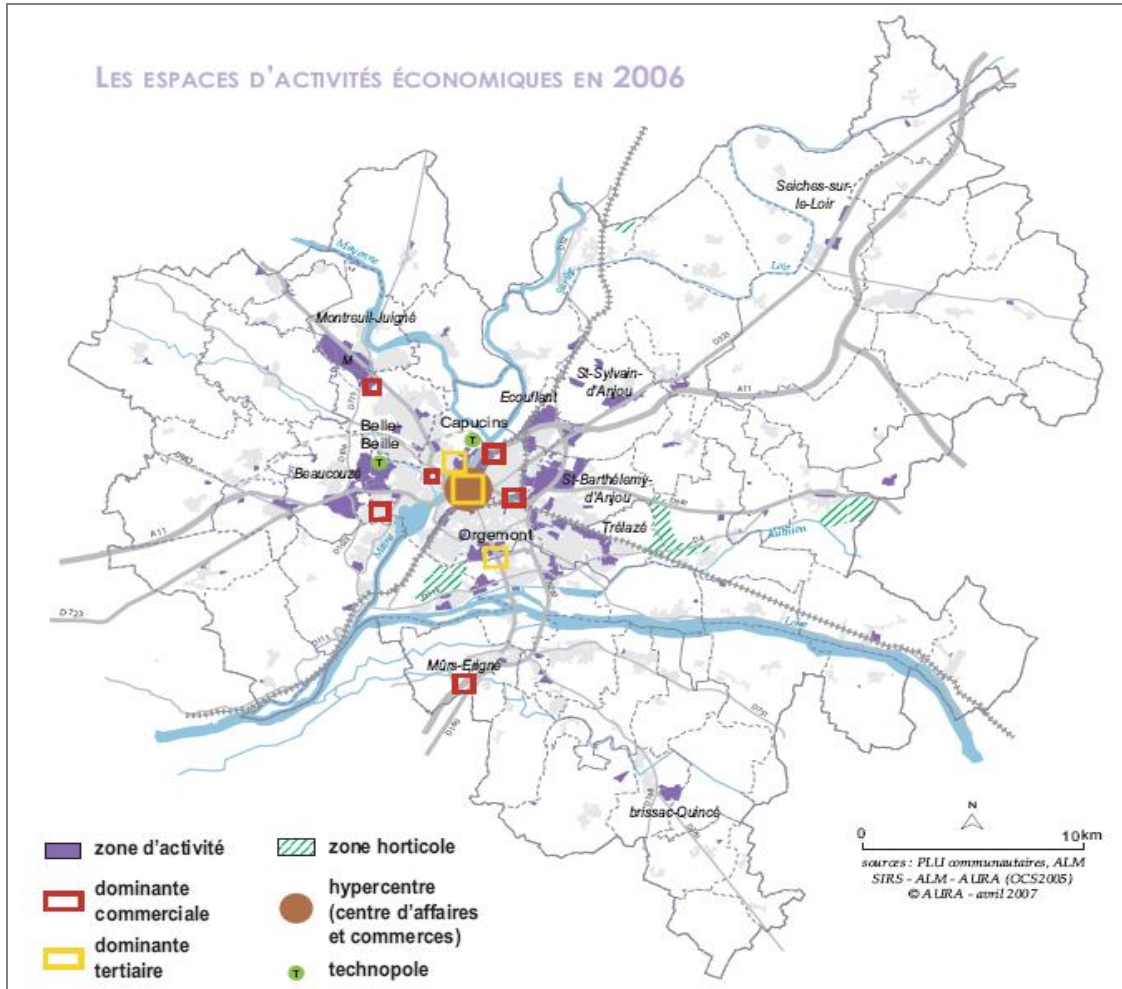 LES ESPACES D'ACTIVITÉS ÉCONOMIQUES EN 2006
Seiches-sur-
le-Loir
Mayenne
Loir
Montreuil-Juigné
M
St-Sylvain-
d'Anjou
A11
Ecouflant
Capucins
T
Belle-
Beille
T
Beaucouzé
St-Barthélemy-
d'Anjou
A11
Trélazé
Orgemont
D4
Authion
D 723
Loire
Mûrs-Erigné
D751
brissac-Quincé
N
0
10km
sources : PLU communautaires, ALM
SIRS - ALM - AURA (OCS2005)
© AURA - avril 2007
zone d'activité
dominante
commerciale
dominante
tertiaire
zone horticole
hypercentre
(centre d'affaires
et commerces)
T
technopole